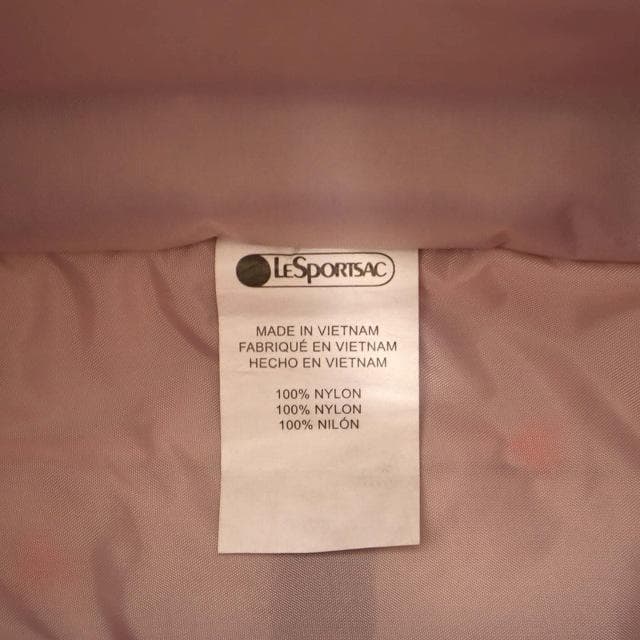 LESPORTSAC
MADE IN VIETNAM
FABRIQUÉ EN VIETNAM
HECHO EN VIETNAM
100% NYLON
100% NYLON
100% NILÓN